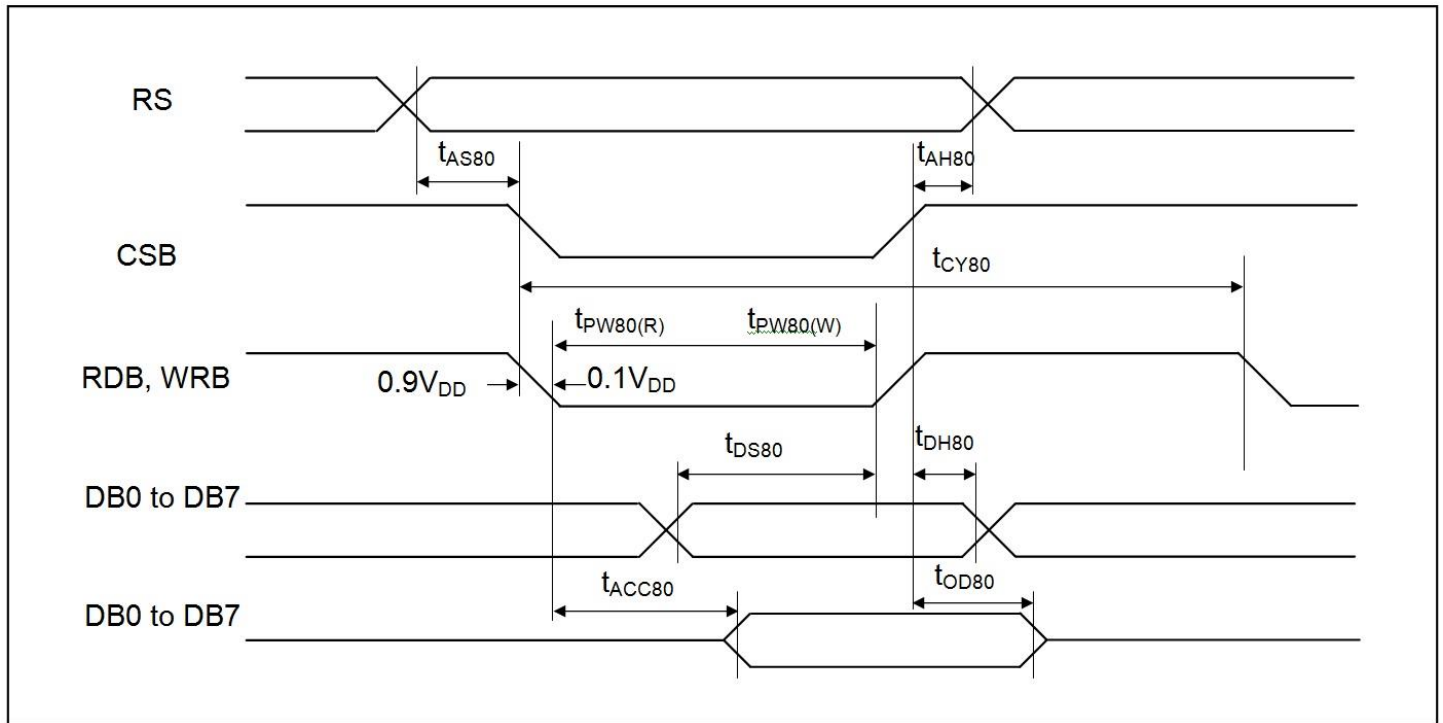 RS
tAS80
tAH80
CSB
tCY80
tPW80(R)
tPW80(W)
RDB, WRB
0.9VDD
0.1VDD
tDS80
tDH80
DB0 to DB7
tACC80
tOD80
DB0 to DB7